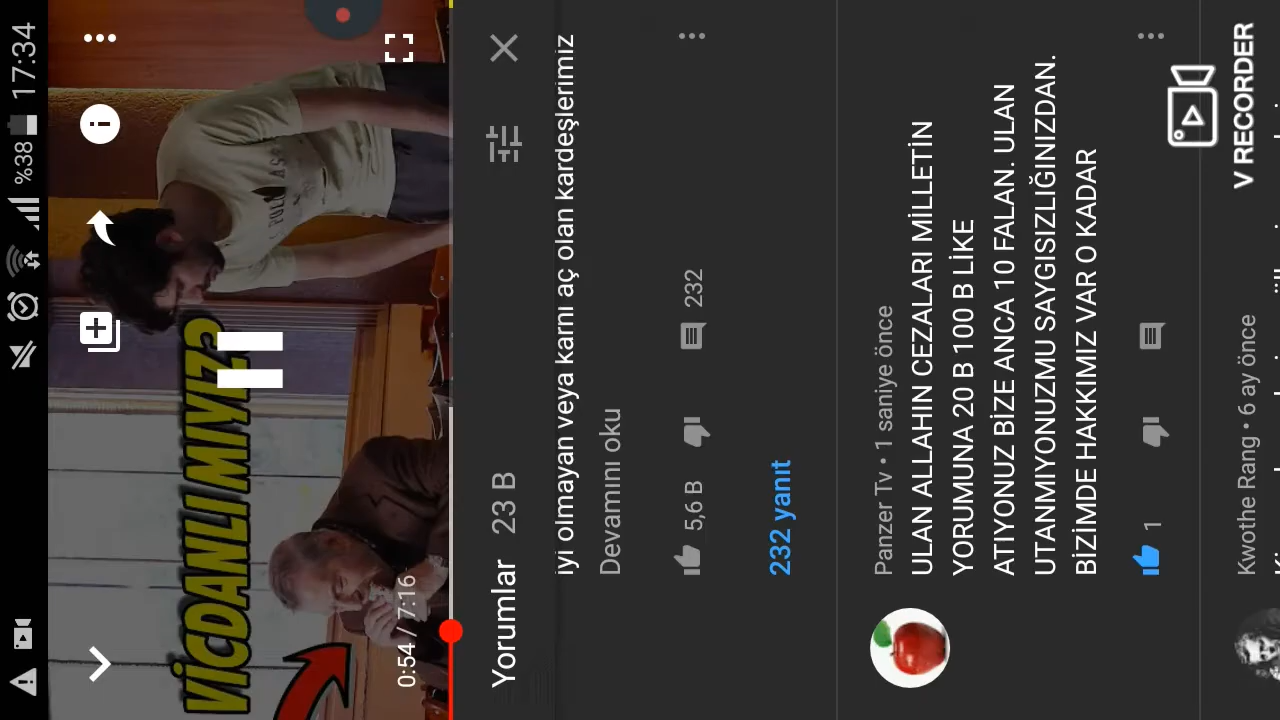 %38 17:34
VİCDANLI MIYIZ?
0:54 / 7:16
Yorumlar 23 B
iyi olmayan veya karnı aç olan kardeşlerimiz
Devamını oku
5,6 B 232
232 yanıt
Panzer Tv • 1 saniye önce
ULAN ALLAHIN CEZALARI MİLLETİN
YORUMUNA 20 B 100 B LİKE
ATIYONUZ BİZE ANCA 10 FALAN. ULAN
UTANMIYONUZMU SAYGISIZLIĞINIZDAN.
BİZİMDE HAKKIMIZ VAR O KADAR
1
Kwothe Rang • 6 ay önce
V RECORDER